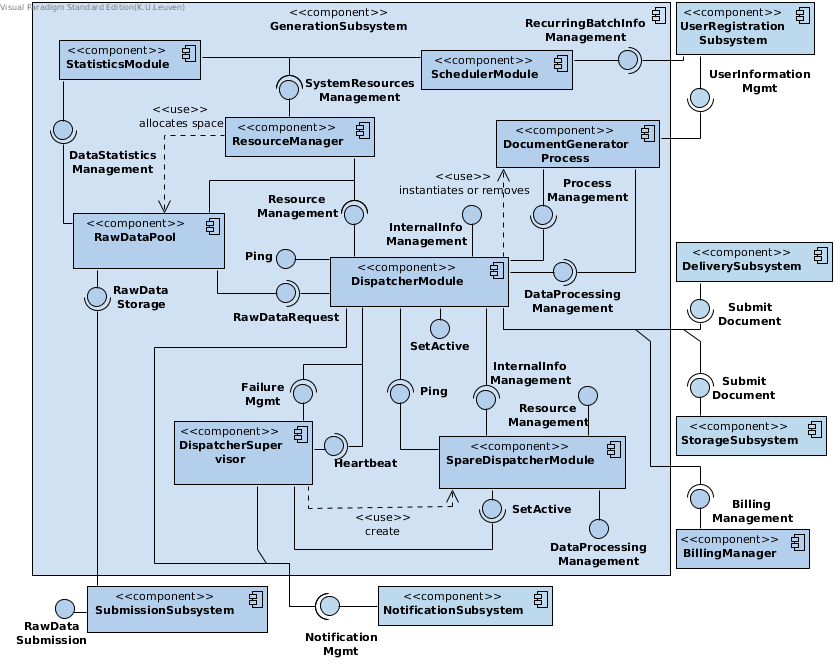 Visual Paradigm Standard Edition(K.U.Leuven)
<<component>>
GenerationSubsystem
RecurringBatchInfo
Management
<<component>>
UserRegistration
Subsystem
<<component>>
StatisticsModule
<<component>>
SchedulerModule
UserInformation
Mgmt
SystemResources
Management
<<use>>
allocates space
<<component>>
ResourceManager
<<component>>
DocumentGenerator
Process
DataStatistics
Management
<<use>>
instantiates or removes
Process
Management
Resource
Management
InternalInfo
Management
<<component>>
RawDataPool
Ping
<<component>>
DispatcherModule
<<component>>
DeliverySubsystem
RawData
Storage
RawDataRequest
DataProcessing
Management
Submit
Document
SetActive
InternalInfo
Management
Failure
Mgmt
Ping
Resource
Management
Submit
Document
<<component>>
DispatcherSuper
visor
Heartbeat
<<component>>
SpareDispatcherModule
<<component>>
StorageSubsystem
<<use>>
create
SetActive
DataProcessing
Management
Billing
Management
<<component>>
BillingManager
RawData
Submission
<<component>>
SubmissionSubsystem
Notification
Mgmt
<<component>>
NotificationSubsystem